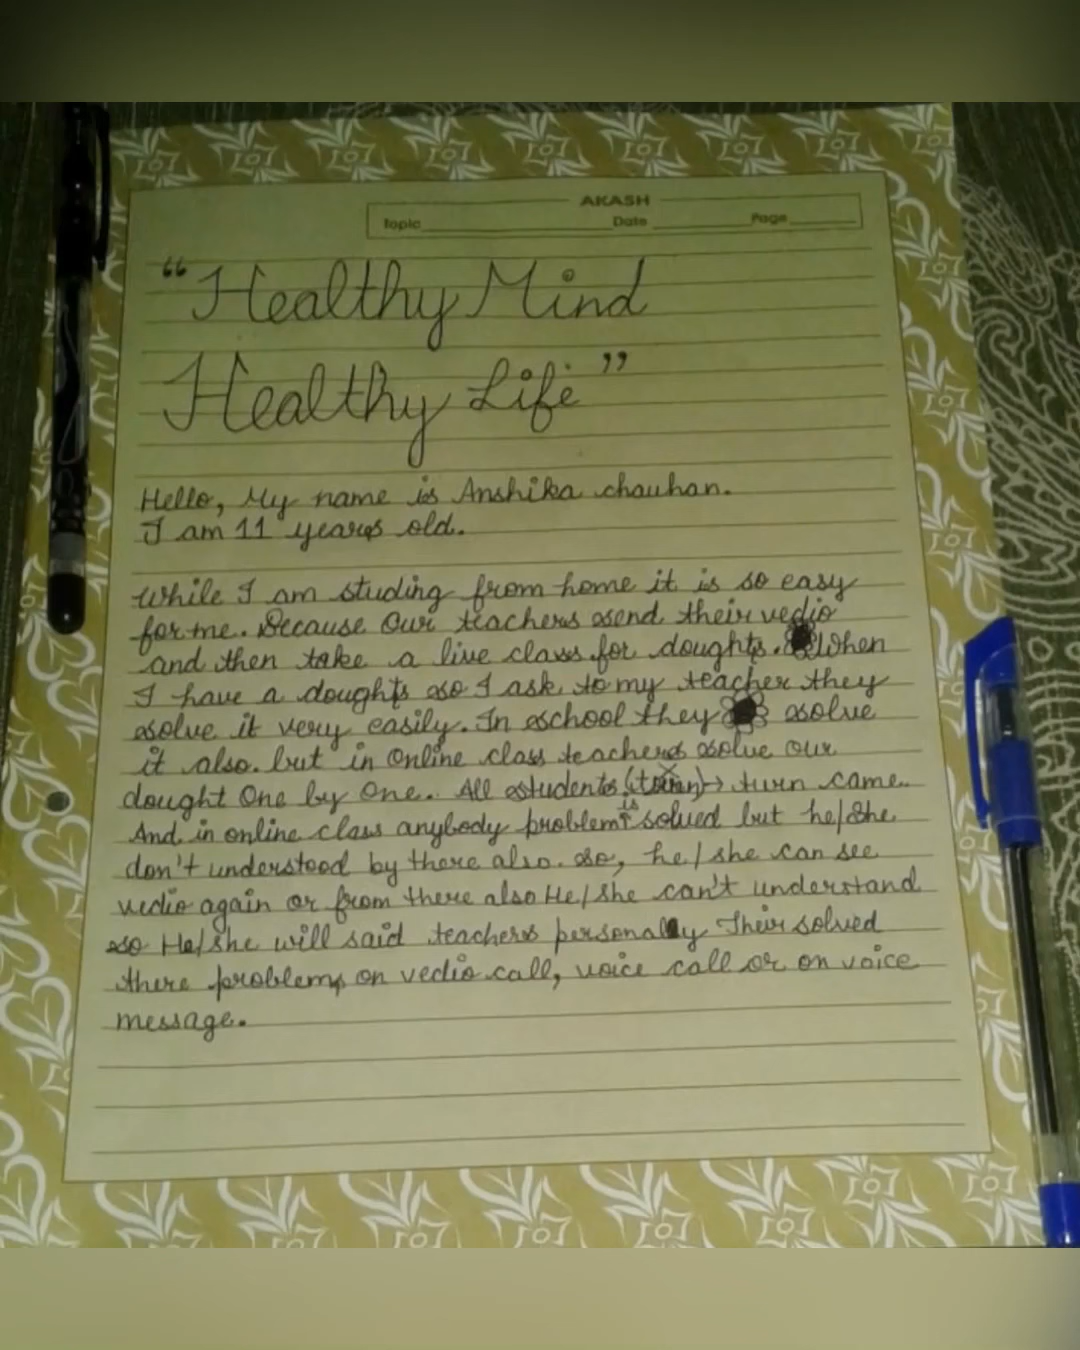 AKASH
Topic Date Page
"Healthy Mind
Healthy Life"
Hello, My name is Anshika chauhan.
I am 11 years old.
While I am studing from home it is so easy
for me. Because Our teachers send their vedio
and then take a live class for doughts. When
I have a doughts so I ask to my teacher they
solve it very easily. In school they solve
it also. but in Online class teachers solve our
dought One by One. All students → turn came.
And in online class anybody problem is solved but he/she
don't understood by there also. so, he/she can see
vedio again or from there also He/she can't understand
so He/she will said teachers personally Their solved
there problems on vedio call, voice call or on voice
message.